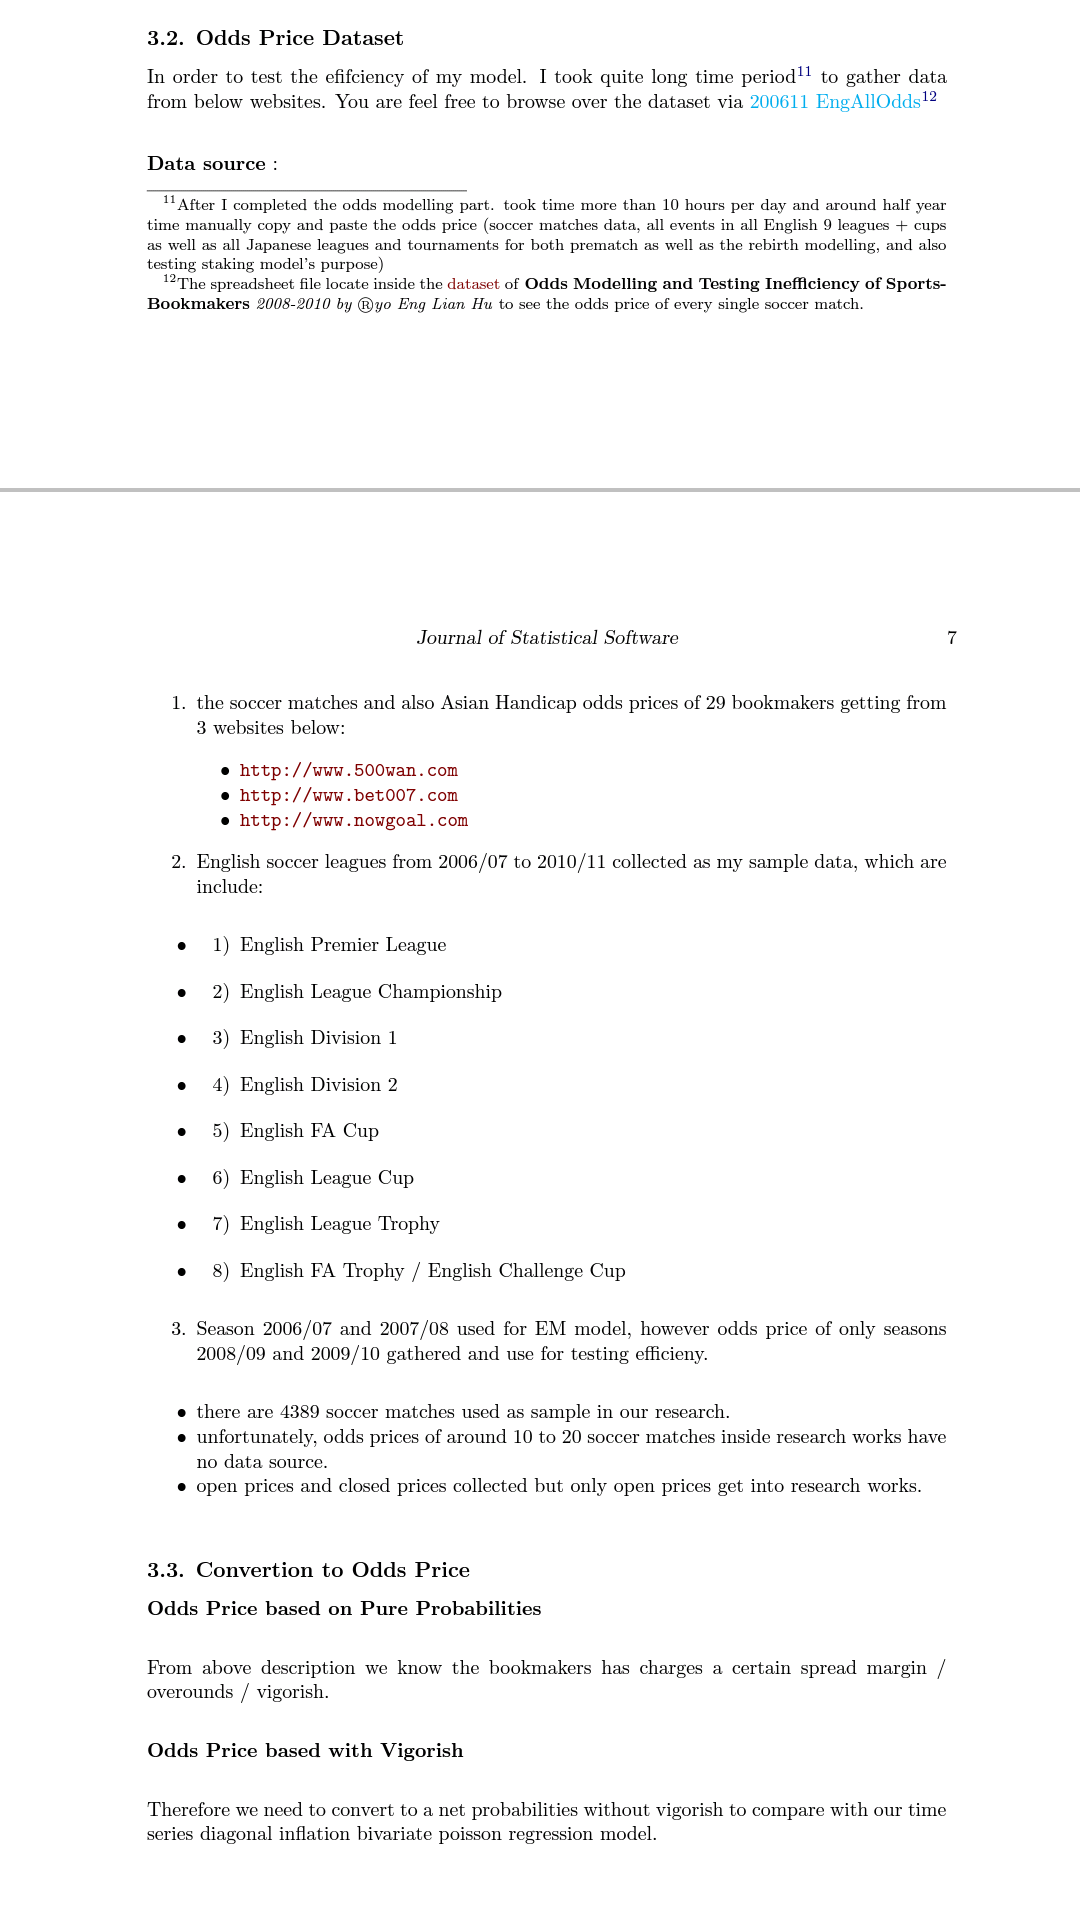 3.2. Odds Price Dataset
In order to test the efifciency of my model. I took quite long time period11 to gather data
from below websites. You are feel free to browse over the dataset via 200611 EngAllOdds12
Data source :
11After I completed the odds modelling part. took time more than 10 hours per day and around half year
time manually copy and paste the odds price (soccer matches data, all events in all English 9 leagues + cups
as well as all Japanese leagues and tournaments for both prematch as well as the rebirth modelling, and also
testing staking model's purpose)
12The spreadsheet file locate inside the dataset of Odds Modelling and Testing Inefficiency of Sports-
Bookmakers 2008-2010 by ®yo Eng Lian Hu to see the odds price of every single soccer match.
Journal of Statistical Software 7
1. the soccer matches and also Asian Handicap odds prices of 29 bookmakers getting from
3 websites below:
• http://www.500wan.com
• http://www.bet007.com
• http://www.nowgoal.com
2. English soccer leagues from 2006/07 to 2010/11 collected as my sample data, which are
include:
• 1) English Premier League
• 2) English League Championship
• 3) English Division 1
• 4) English Division 2
• 5) English FA Cup
• 6) English League Cup
• 7) English League Trophy
• 8) English FA Trophy / English Challenge Cup
3. Season 2006/07 and 2007/08 used for EM model, however odds price of only seasons
2008/09 and 2009/10 gathered and use for testing efficieny.
• there are 4389 soccer matches used as sample in our research.
• unfortunately, odds prices of around 10 to 20 soccer matches inside research works have
no data source.
• open prices and closed prices collected but only open prices get into research works.
3.3. Convertion to Odds Price
Odds Price based on Pure Probabilities
From above description we know the bookmakers has charges a certain spread margin /
overounds / vigorish.
Odds Price based with Vigorish
Therefore we need to convert to a net probabilities without vigorish to compare with our time
series diagonal inflation bivariate poisson regression model.